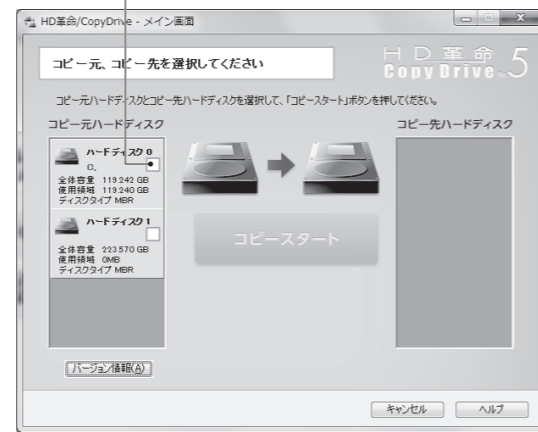 HD革命/CopyDrive - メイン画面
コピー元、コピー先を選択してください
HD革命
CopyDrive 5
コピー元ハードディスクとコピー先ハードディスクを選択して、「コピースタート」ボタンを押してください。
コピー元ハードディスク
コピー先ハードディスク
ハードディスク 0
C,
全体容量 119.242 GB
使用領域 119.240 GB
ディスクタイプ MBR
ハードディスク 1
全体容量 223.570 GB
使用領域 0MB
ディスクタイプ MBR
コピースタート
バージョン情報(A)
キャンセル
ヘルプ